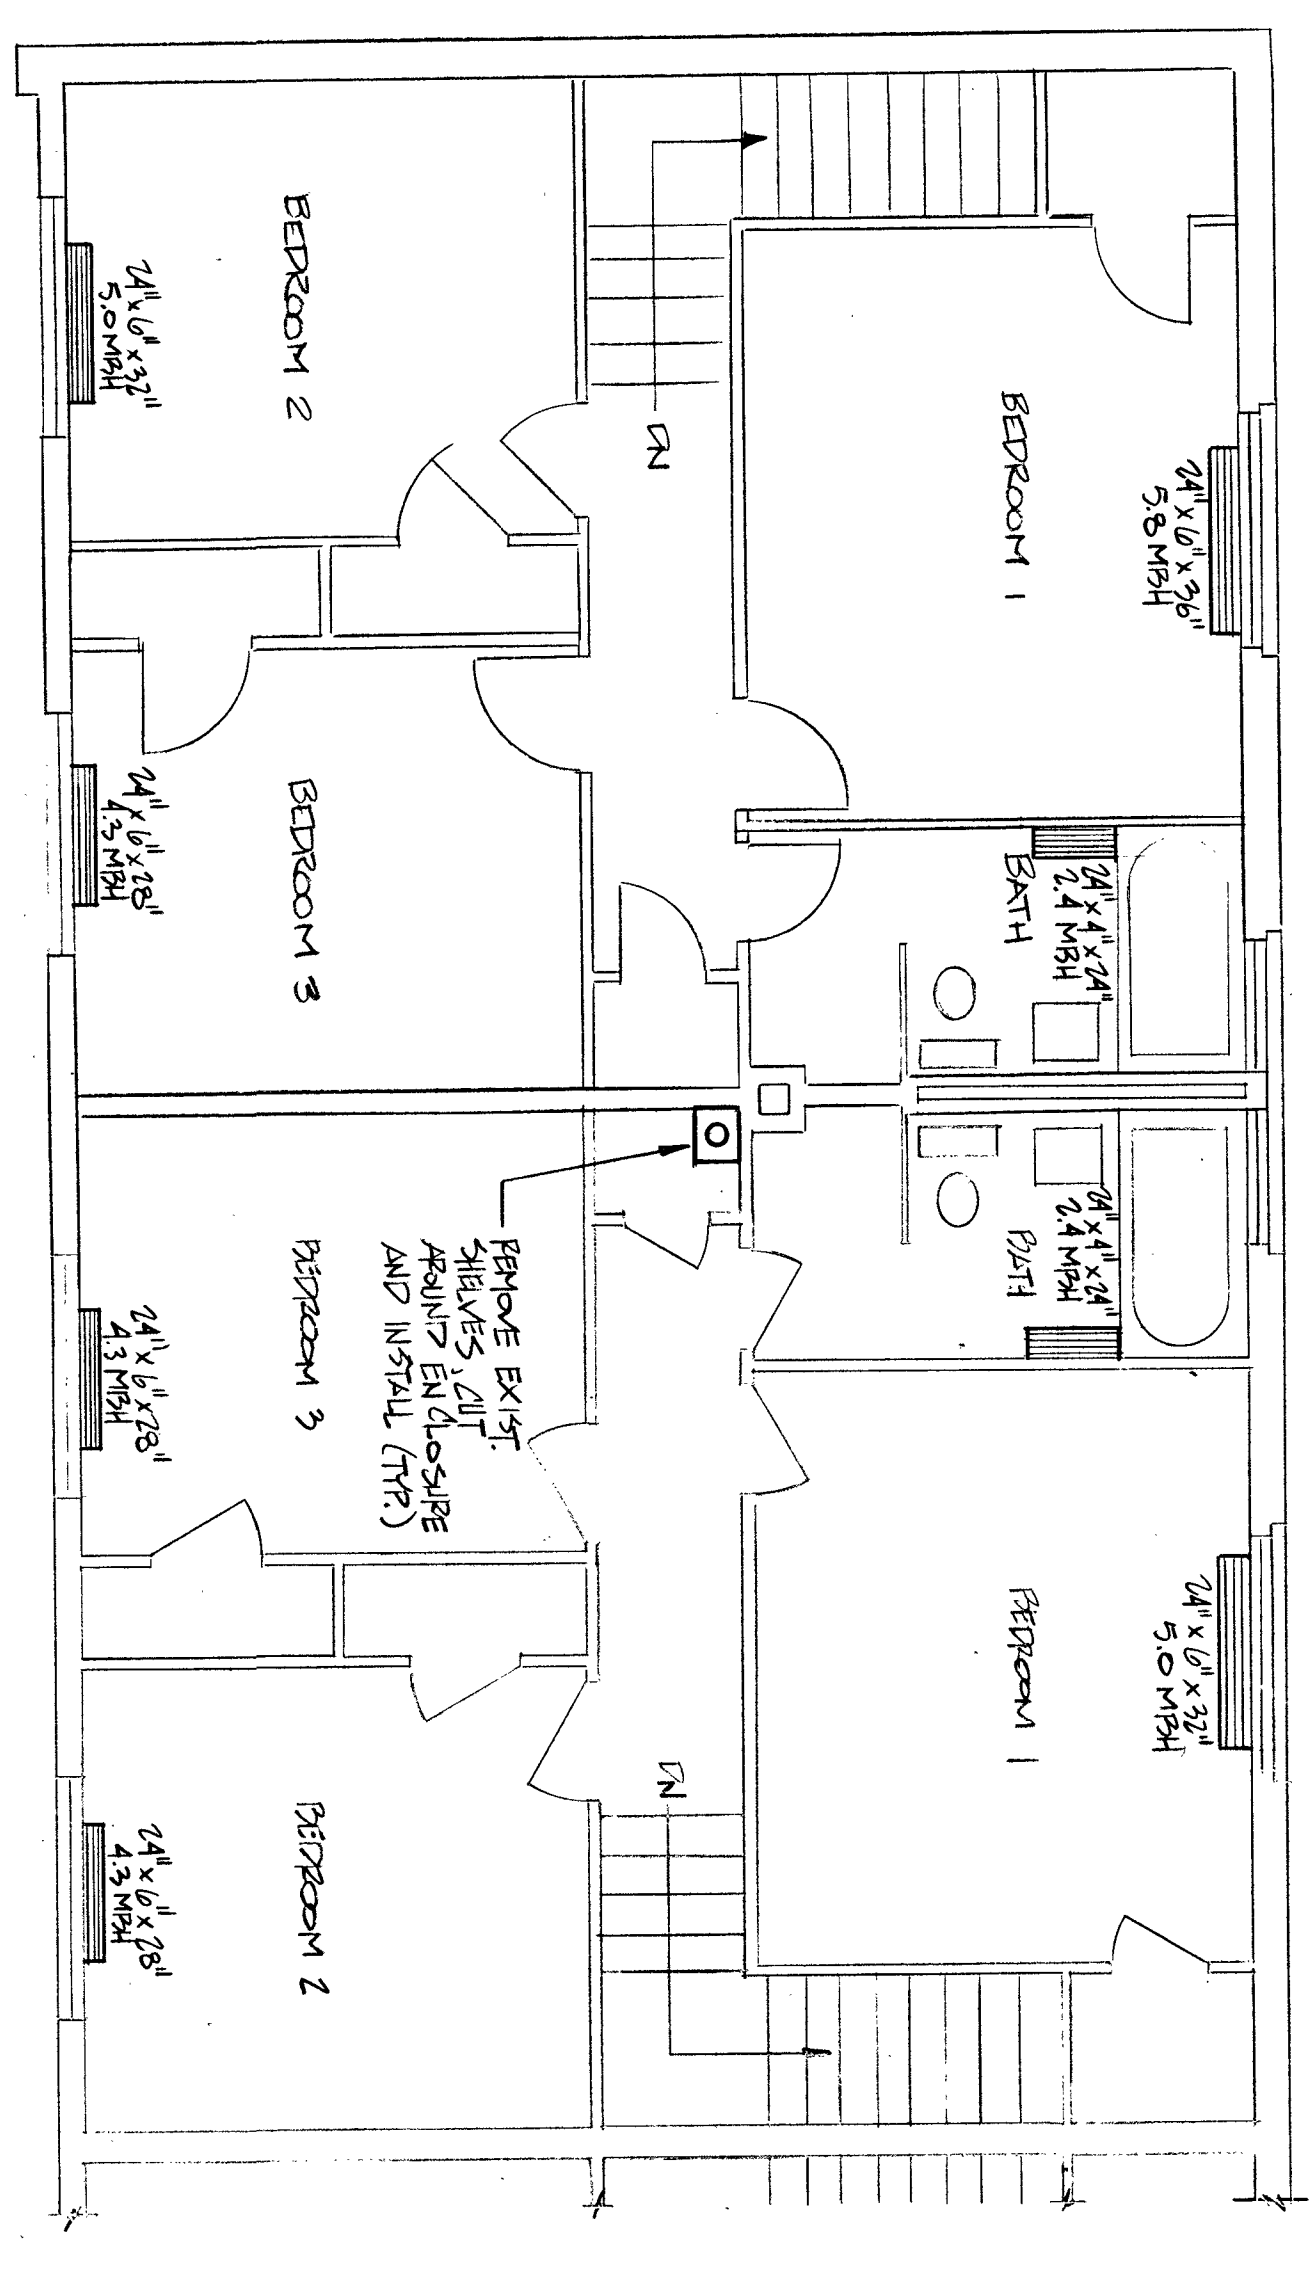 BEDROOM 2
24" x 6" x 32"
5.0 MBH
BEDROOM 1
24" x 6" x 36"
5.8 MBH
DN
BEDROOM 3
24" x 6" x 28"
4.3 MBH
BATH
24" x 4" x 24"
2.4 MBH
BATH
24" x 4" x 24"
2.4 MBH
REMOVE EXIST.
SHELVES, CUT
AROUND ENCLOSURE
AND INSTALL (TYP.)
BEDROOM 3
24" x 6" x 28"
4.3 MBH
BEDROOM 1
24" x 6" x 32"
5.0 MBH
DN
BEDROOM 2
24" x 6" x 28"
4.3 MBH